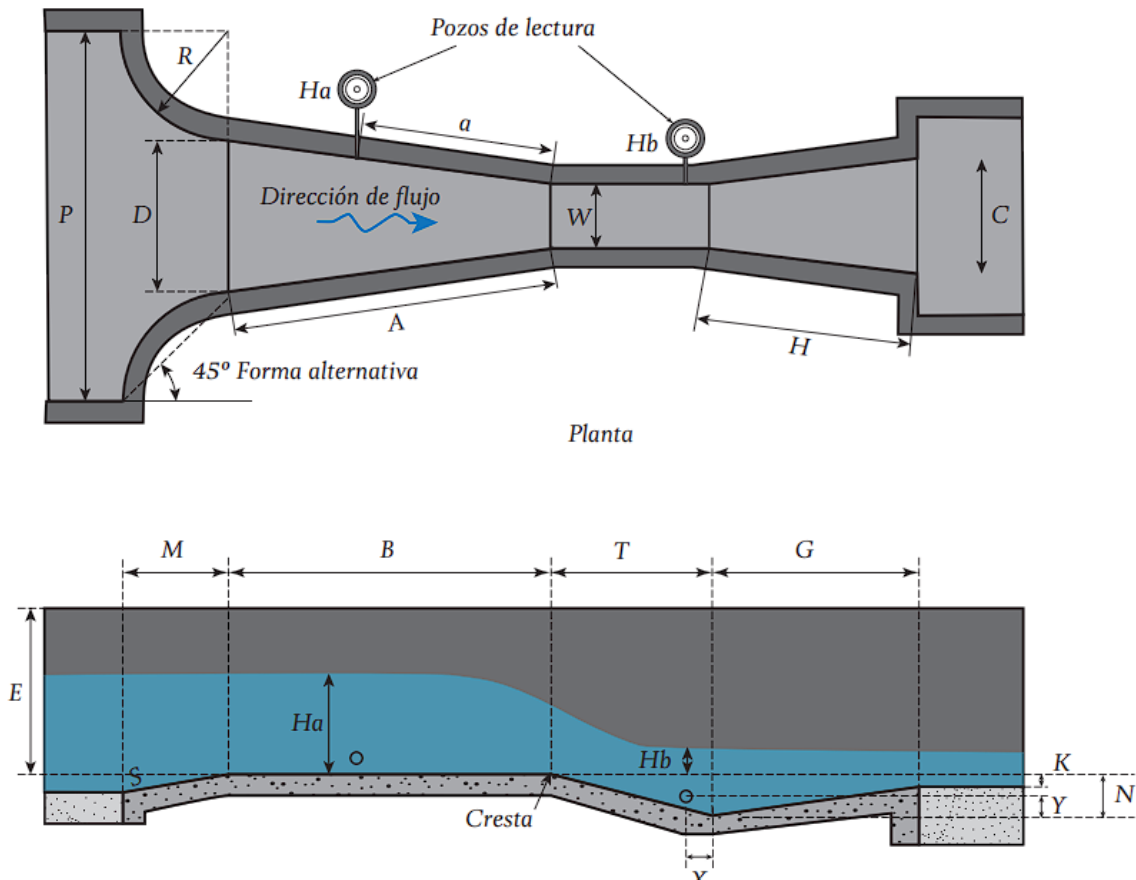 Pozos de lectura
R
Ha
a
Hb
P
D
Dirección de flujo
W
C
A
H
45º Forma alternativa
Planta
M
B
T
G
E
Ha
Hb
K
S
N
Y
Cresta
X